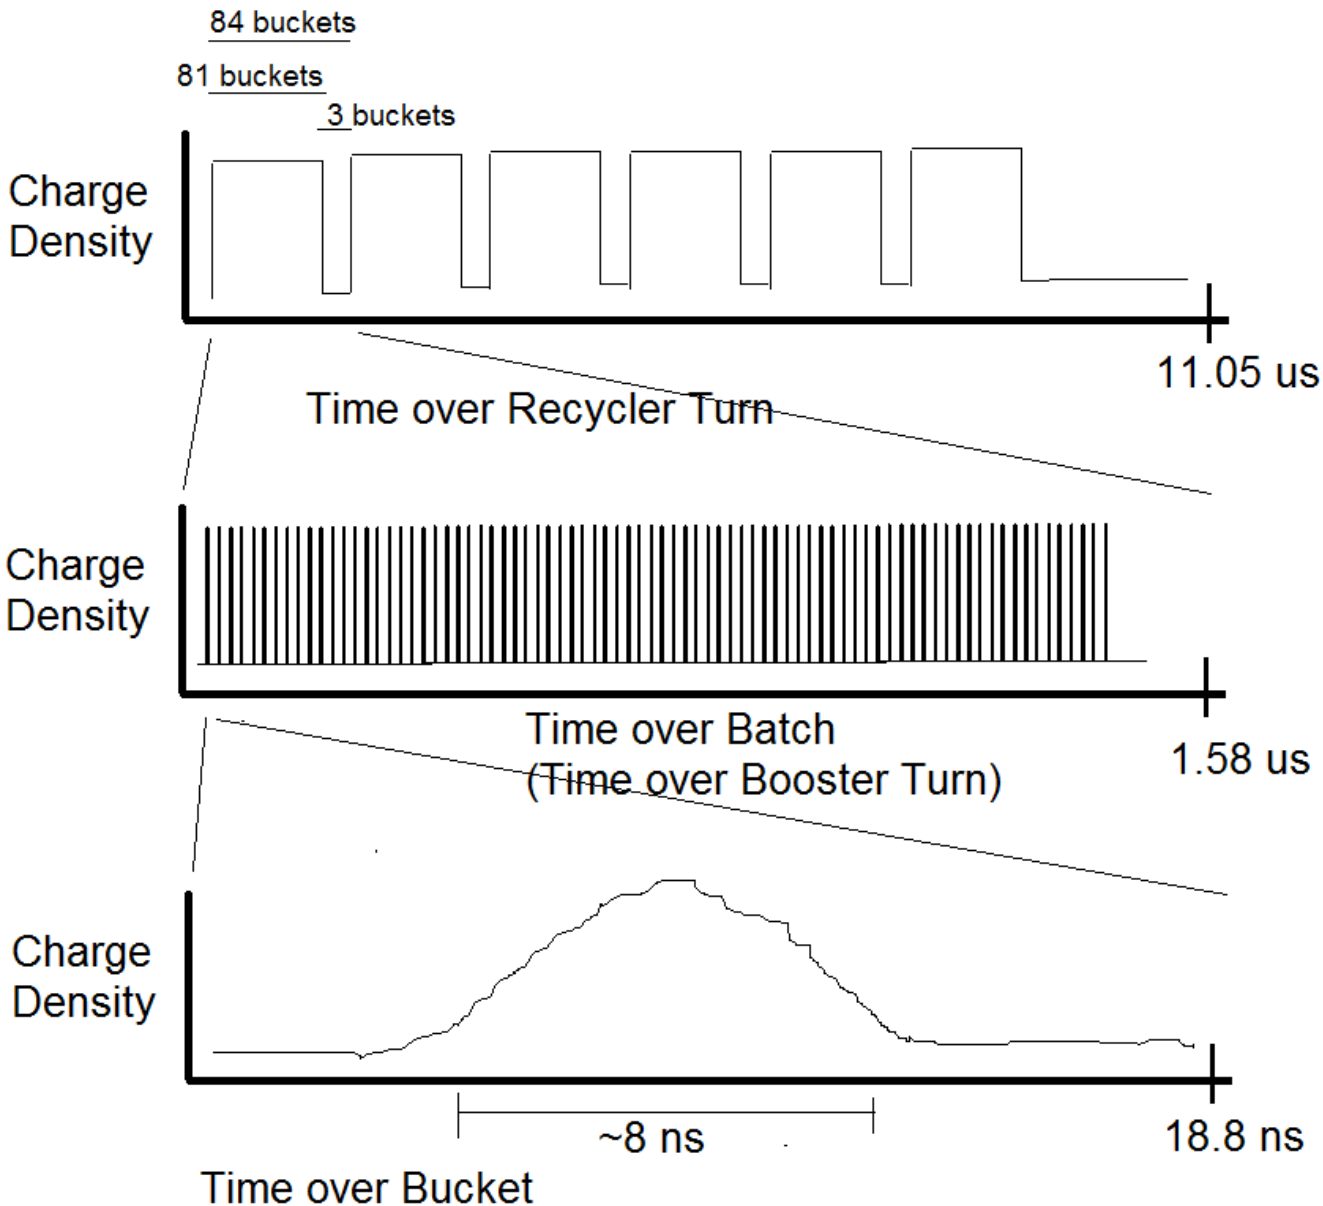 84 buckets
81 buckets
3 buckets
Charge
Density
11.05 us
Time over Recycler Turn
Charge
Density
Time over Batch
(Time over Booster Turn)
1.58 us
Charge
Density
~8 ns
18.8 ns
Time over Bucket